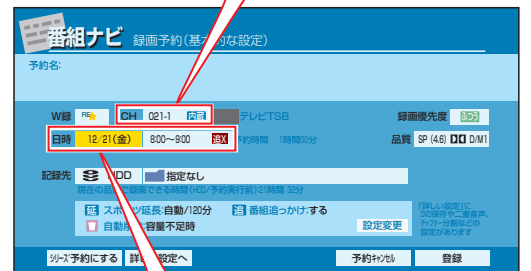 番組ナビ 録画予約(基本的な設定)
予約名:
W録 RE CH 021-1 内蔵 テレビTSB 録画優先度 ふつう
日時 12/21(金) 8:00~9:00 追X 予約時間 1時間00分 品質 SP (4.6) D/M1
記録先 HDD 指定なし
現在の品質で録画できる時間(HDD/予約実行前)21時間 32分
延 スポーツ延長:自動/120分 追 番組追っかけ:する
自動削除:容量不足時 設定変更
「詳しい設定」に
DVD保存や二重音声、
チャプター分割などの
設定があります
シリーズ予約にする 詳しい設定へ 予約キャンセル 登録